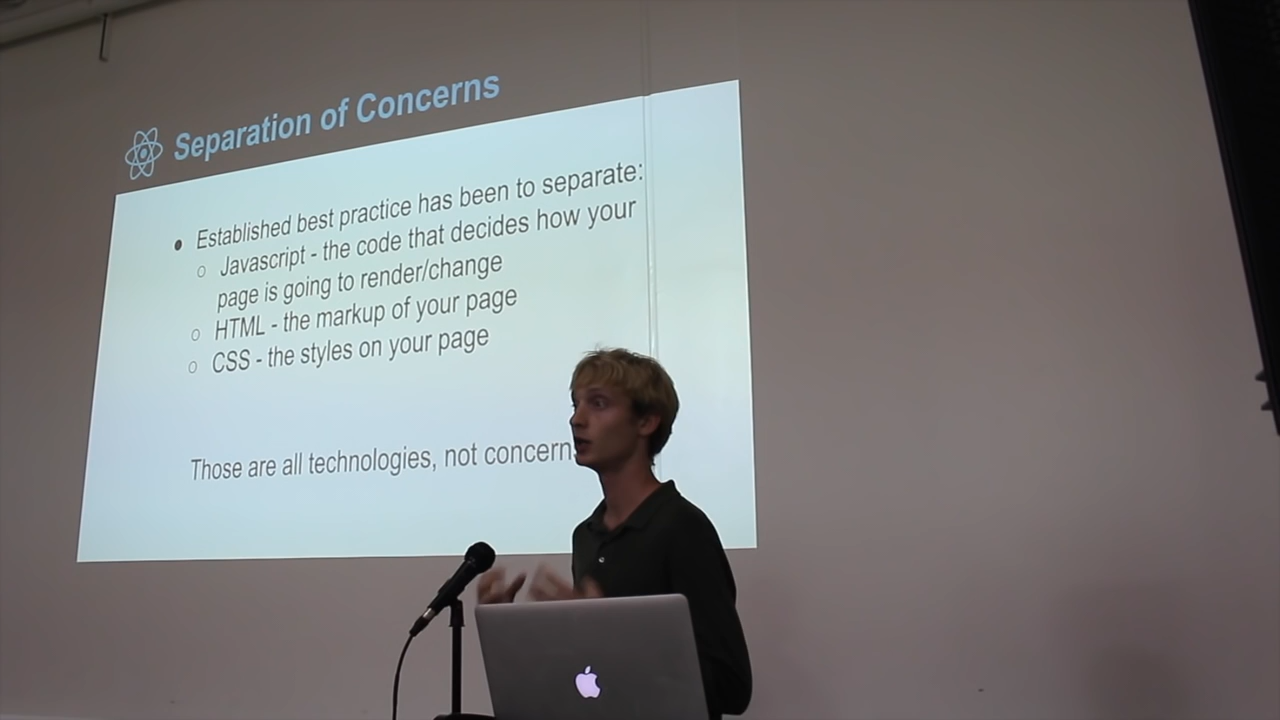 Separation of Concerns
Established best practice has been to separate:
Javascript - the code that decides how your
page is going to render/change
HTML - the markup of your page
CSS - the styles on your page
Those are all technologies, not concern